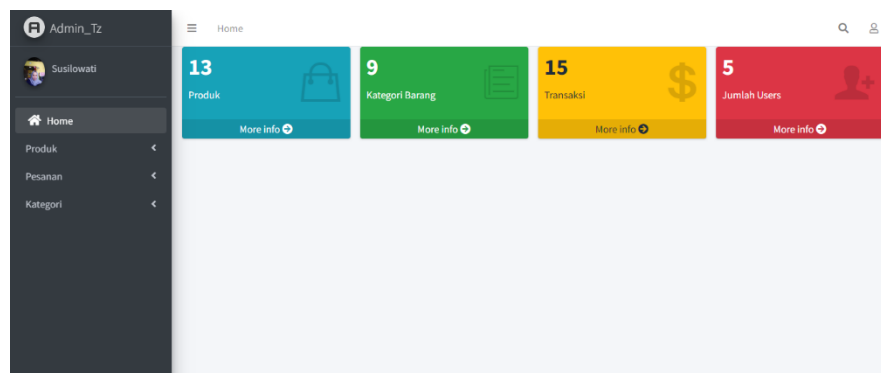 Admin_Tz
Susilowati
Home
Produk
Pesanan
Kategori
Home
13
Produk
More info
9
Kategori Barang
More info
15
Transaksi
More info
5
Jumlah Users
More info